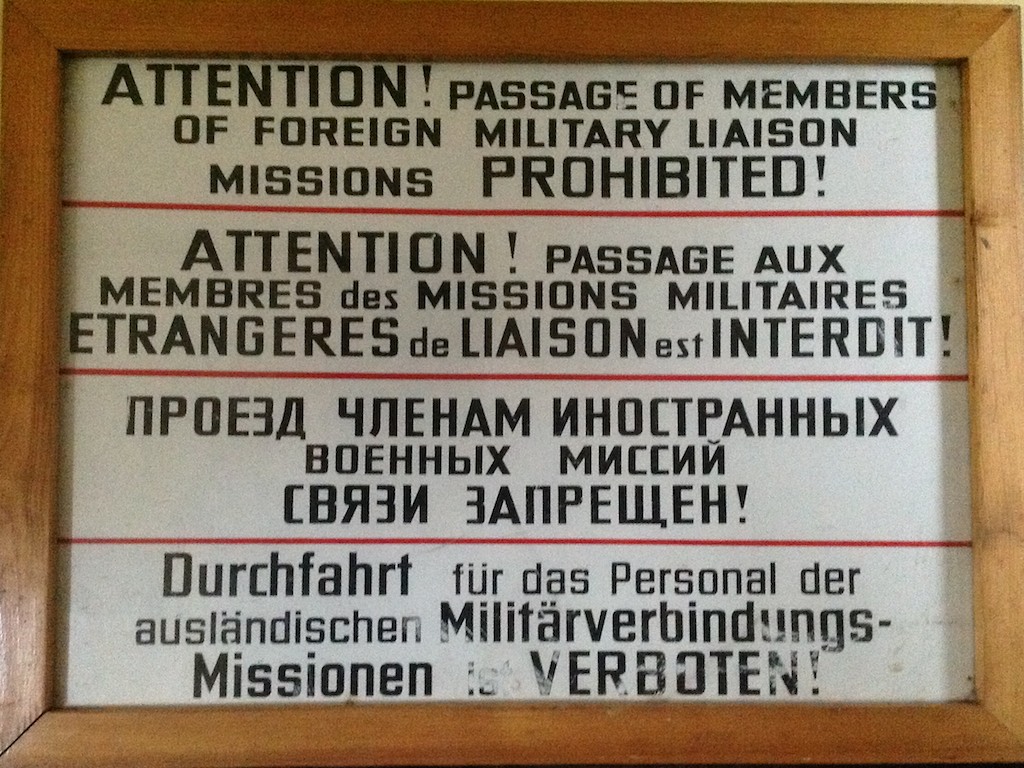 ATTENTION! PASSAGE OF MEMBERS
OF FOREIGN MILITARY LIAISON
MISSIONS PROHIBITED!
ATTENTION! PASSAGE AUX
MEMBRES des MISSIONS MILITAIRES
ETRANGERES de LIAISON est INTERDIT!
ПРОЕЗД ЧЛЕНАМ ИНОСТРАННЫХ
ВОЕННЫХ МИССИЙ
СВЯЗИ ЗАПРЕЩЕН!
Durchfahrt für das Personal der
ausländischen Militärverbindungs-
Missionen ist VERBOTEN!